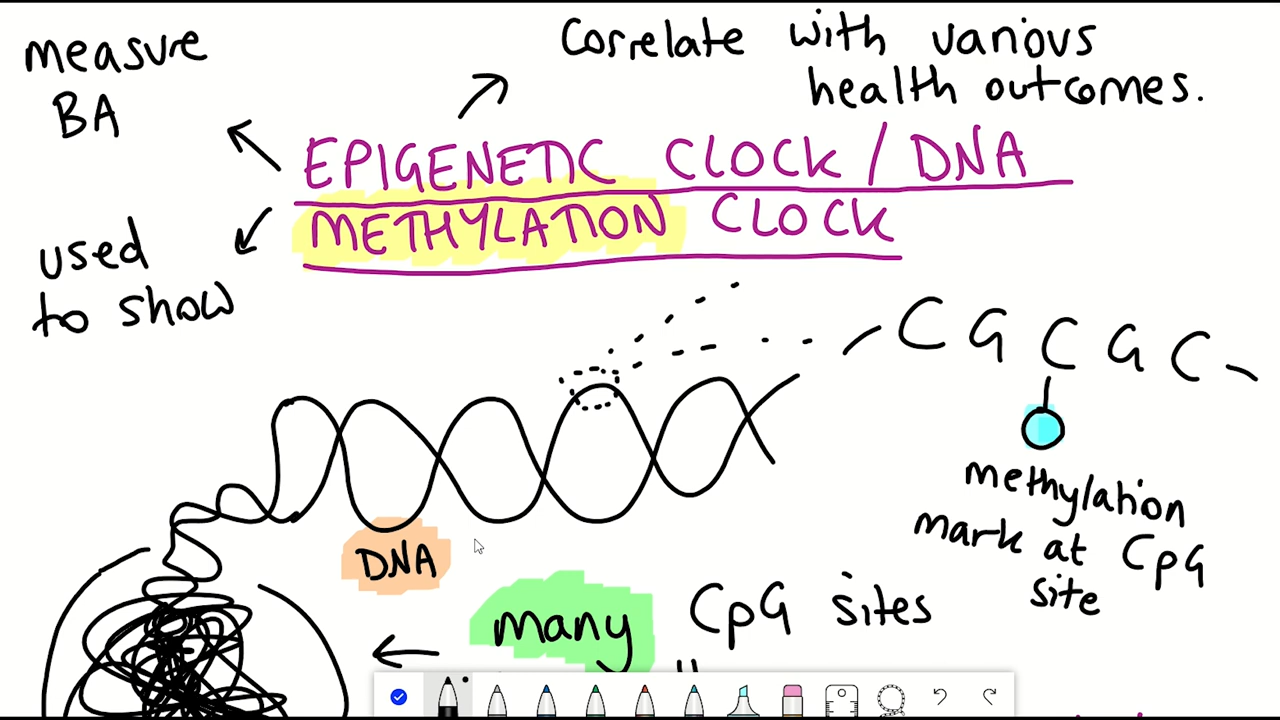 measure
BA
Correlate with various
health outcomes.
EPIGENETIC CLOCK / DNA
METHYLATION CLOCK
used
to show
C G C G C
methylation
mark at CpG
site
DNA
many CpG sites